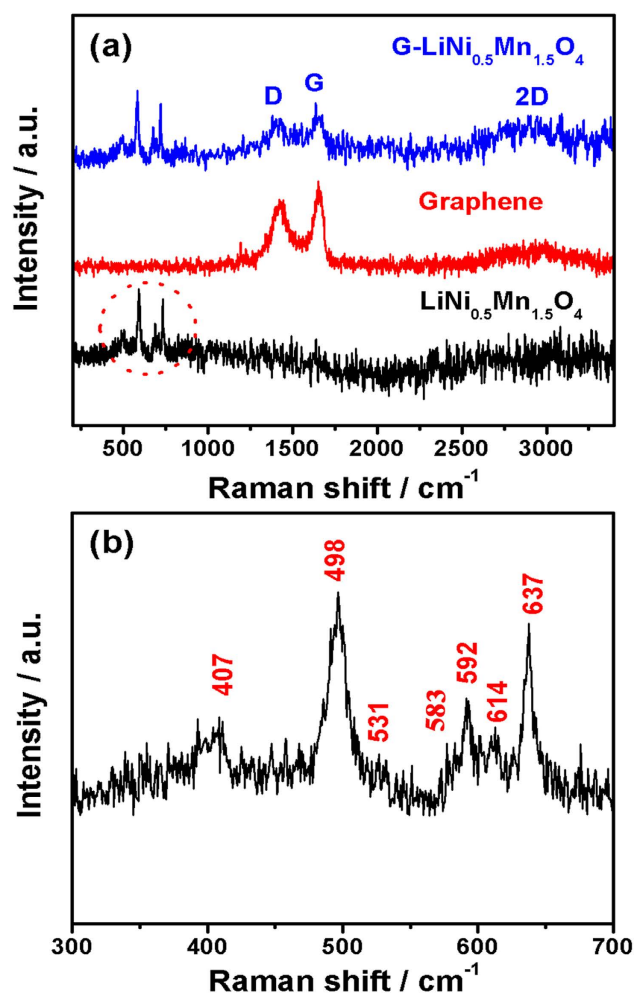 (a)
G-LiNi0.5Mn1.5O4
D
G
2D
Graphene
LiNi0.5Mn1.5O4
Intensity / a.u.
500 1000 1500 2000 2500 3000
Raman shift / cm-1
(b)
407
498
531
583
592
614
637
Intensity / a.u.
300 400 500 600 700
Raman shift / cm-1